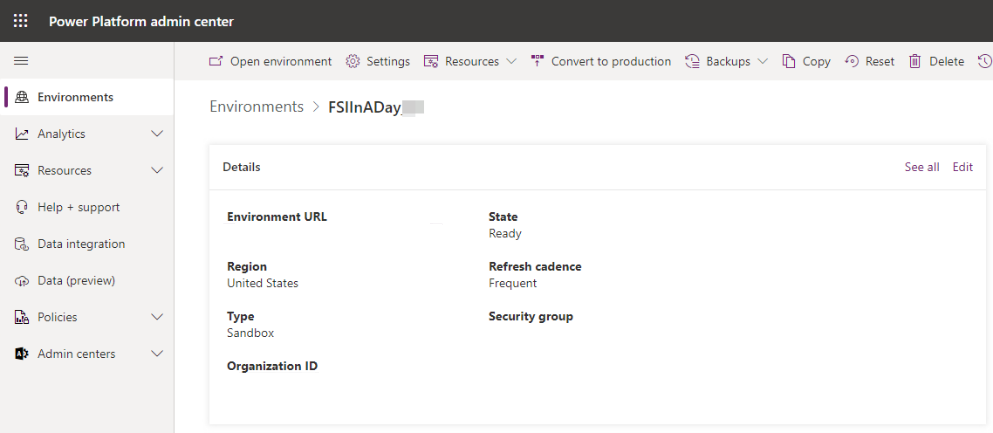 Power Platform admin center
Open environment Settings Resources Convert to production Backups Copy Reset Delete
Environments
Analytics
Resources
Help + support
Data integration
Data (preview)
Policies
Admin centers
Environments > FSIInADay
Details See all Edit
Environment URL State
Ready
Region Refresh cadence
United States Frequent
Type Security group
Sandbox
Organization ID